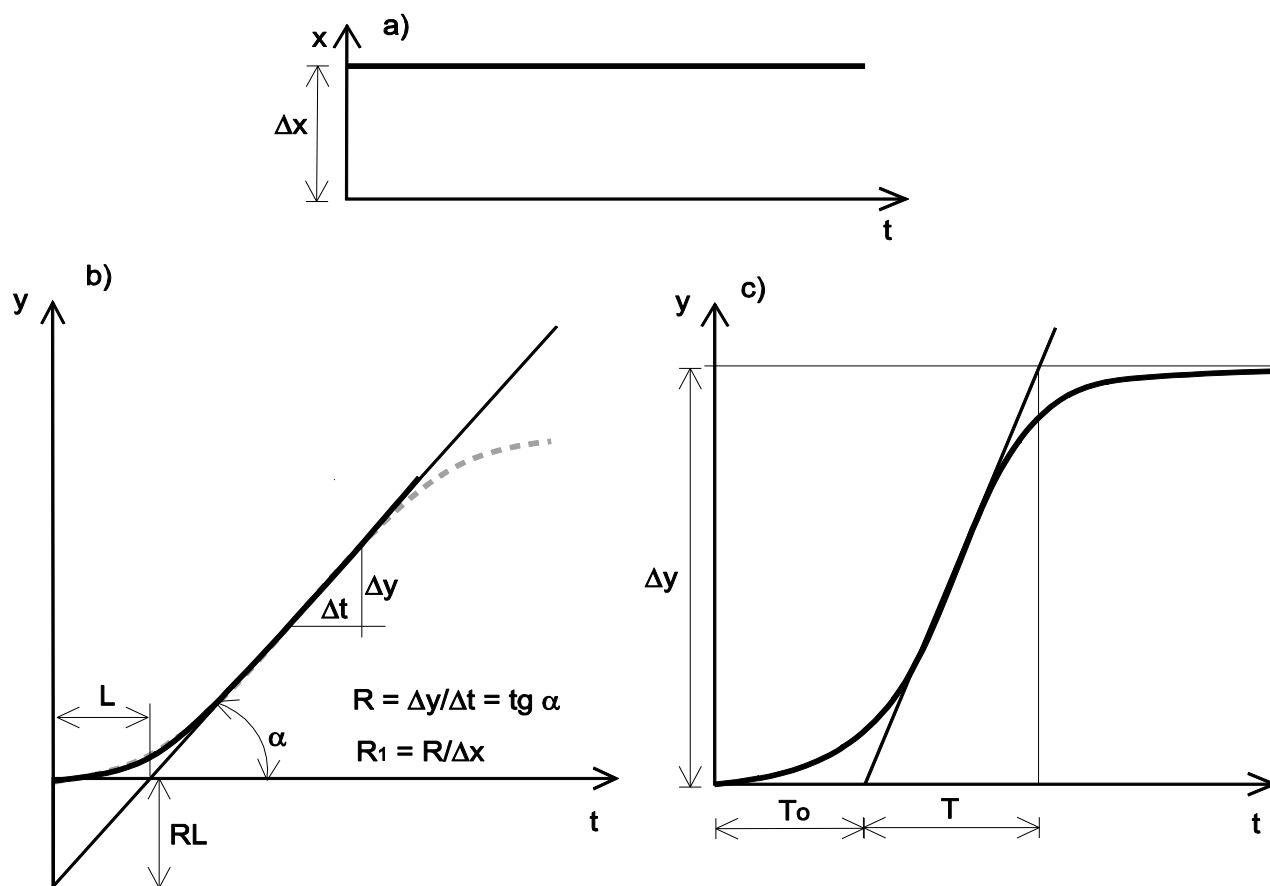 a)
x
Δx
t
b)
y
Δy
Δt
L
R = Δy/Δt = tg α
α
R1 = R/Δx
RL
t
c)
y
Δy
To
T
t